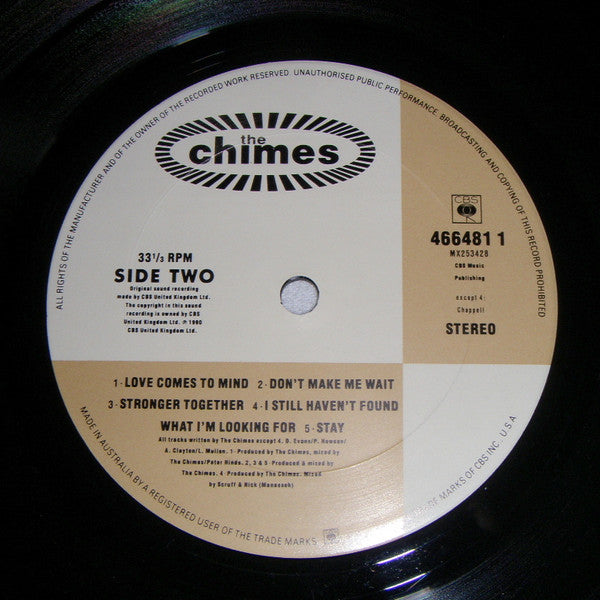 ALL RIGHTS OF THE MANUFACTURER AND OF THE OWNER OF THE RECORDED WORK RESERVED. UNAUTHORISED PUBLIC PERFORMANCE, BROADCASTING AND COPYING OF THIS RECORD PROHIBITED
the
chimes
CBS
466481 1
MX253428
CBS Music
Publishing
except 4:
Chappell
STEREO
33 1/3 RPM
SIDE TWO
Original sound recording
made by CBS United Kingdom Ltd.
The copyright in this sound
recording is owned by CBS
United Kingdom Ltd. ℗ 1990
CBS United Kingdom Ltd.
1·LOVE COMES TO MIND 2·DON'T MAKE ME WAIT
3·STRONGER TOGETHER 4·I STILL HAVEN'T FOUND
WHAT I'M LOOKING FOR 5·STAY
All tracks written by The Chimes except 4. D. Evans/P. Hewson/
A. Clayton/L. Mullen. 1·Produced by The Chimes, mixed by
The Chimes/Peter Hinds. 2, 3 & 5·Produced & mixed by
The Chimes. 4·Produced by The Chimes. Mixed
by Scruff & Nick (Manasseh)
MADE IN AUSTRALIA BY A REGISTERED USER OF THE TRADE MARKS
TRADE MARKS OF CBS INC. U.S.A.